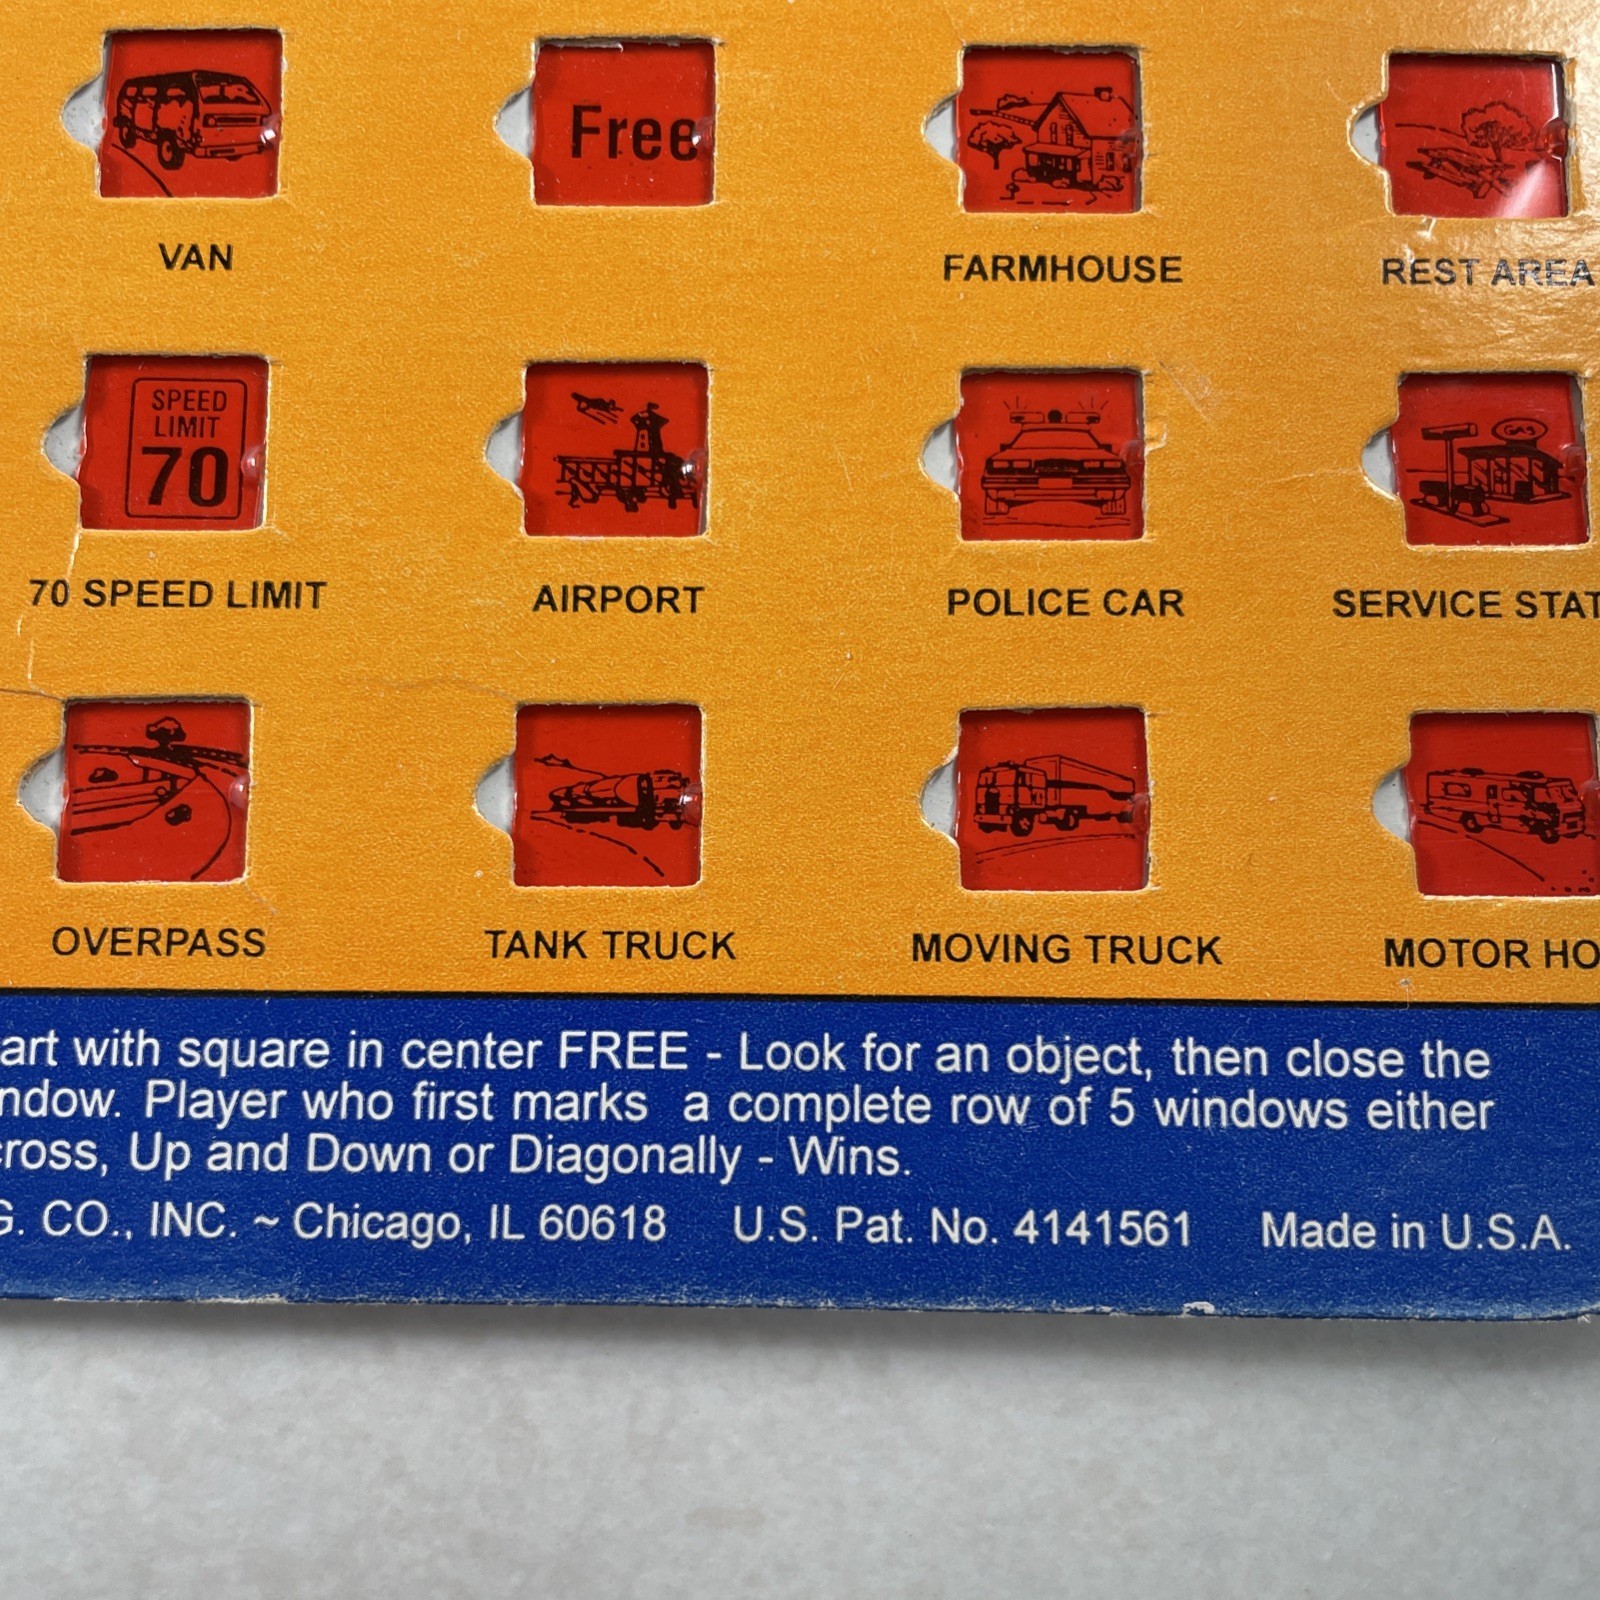 Free
VAN FARMHOUSE REST AREA
SPEED
LIMIT
70
GAS
70 SPEED LIMIT AIRPORT POLICE CAR SERVICE STAT
OVERPASS TANK TRUCK MOVING TRUCK MOTOR HO
art with square in center FREE - Look for an object, then close the
ndow. Player who first marks a complete row of 5 windows either
cross, Up and Down or Diagonally - Wins.
G. CO., INC. ~ Chicago, IL 60618 U.S. Pat. No. 4141561 Made in U.S.A.